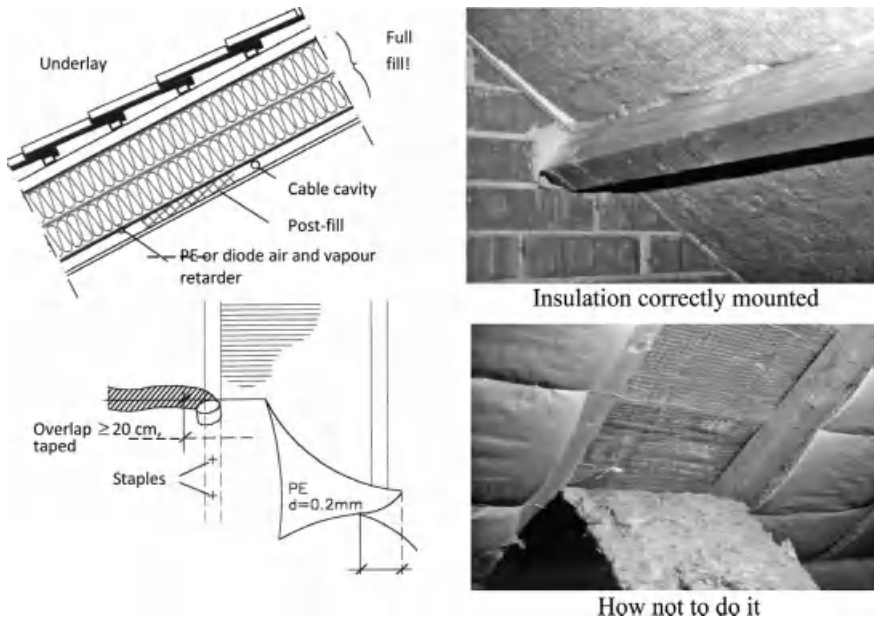 Underlay
Full
fill!
Cable cavity
Post-fill
PE or diode air and vapour
retarder
Insulation correctly mounted
Overlap ≥20 cm,
taped
Staples
PE
d=0.2mm
How not to do it